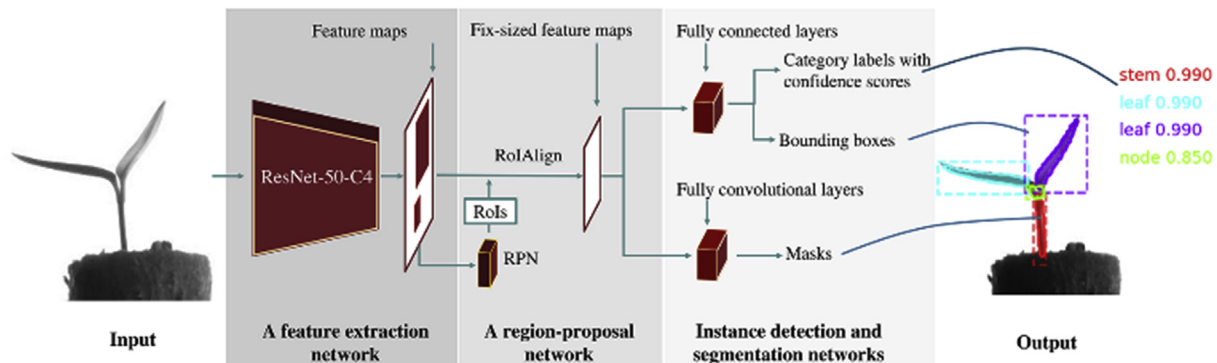 Feature maps
Fix-sized feature maps
Fully connected layers
Category labels with
confidence scores
stem 0.990
leaf 0.990
leaf 0.990
node 0.850
Bounding boxes
ResNet-50-C4
RoIAlign
RoIs
RPN
Fully convolutional layers
Masks
Input
A feature extraction
network
A region-proposal
network
Instance detection and
segmentation networks
Output